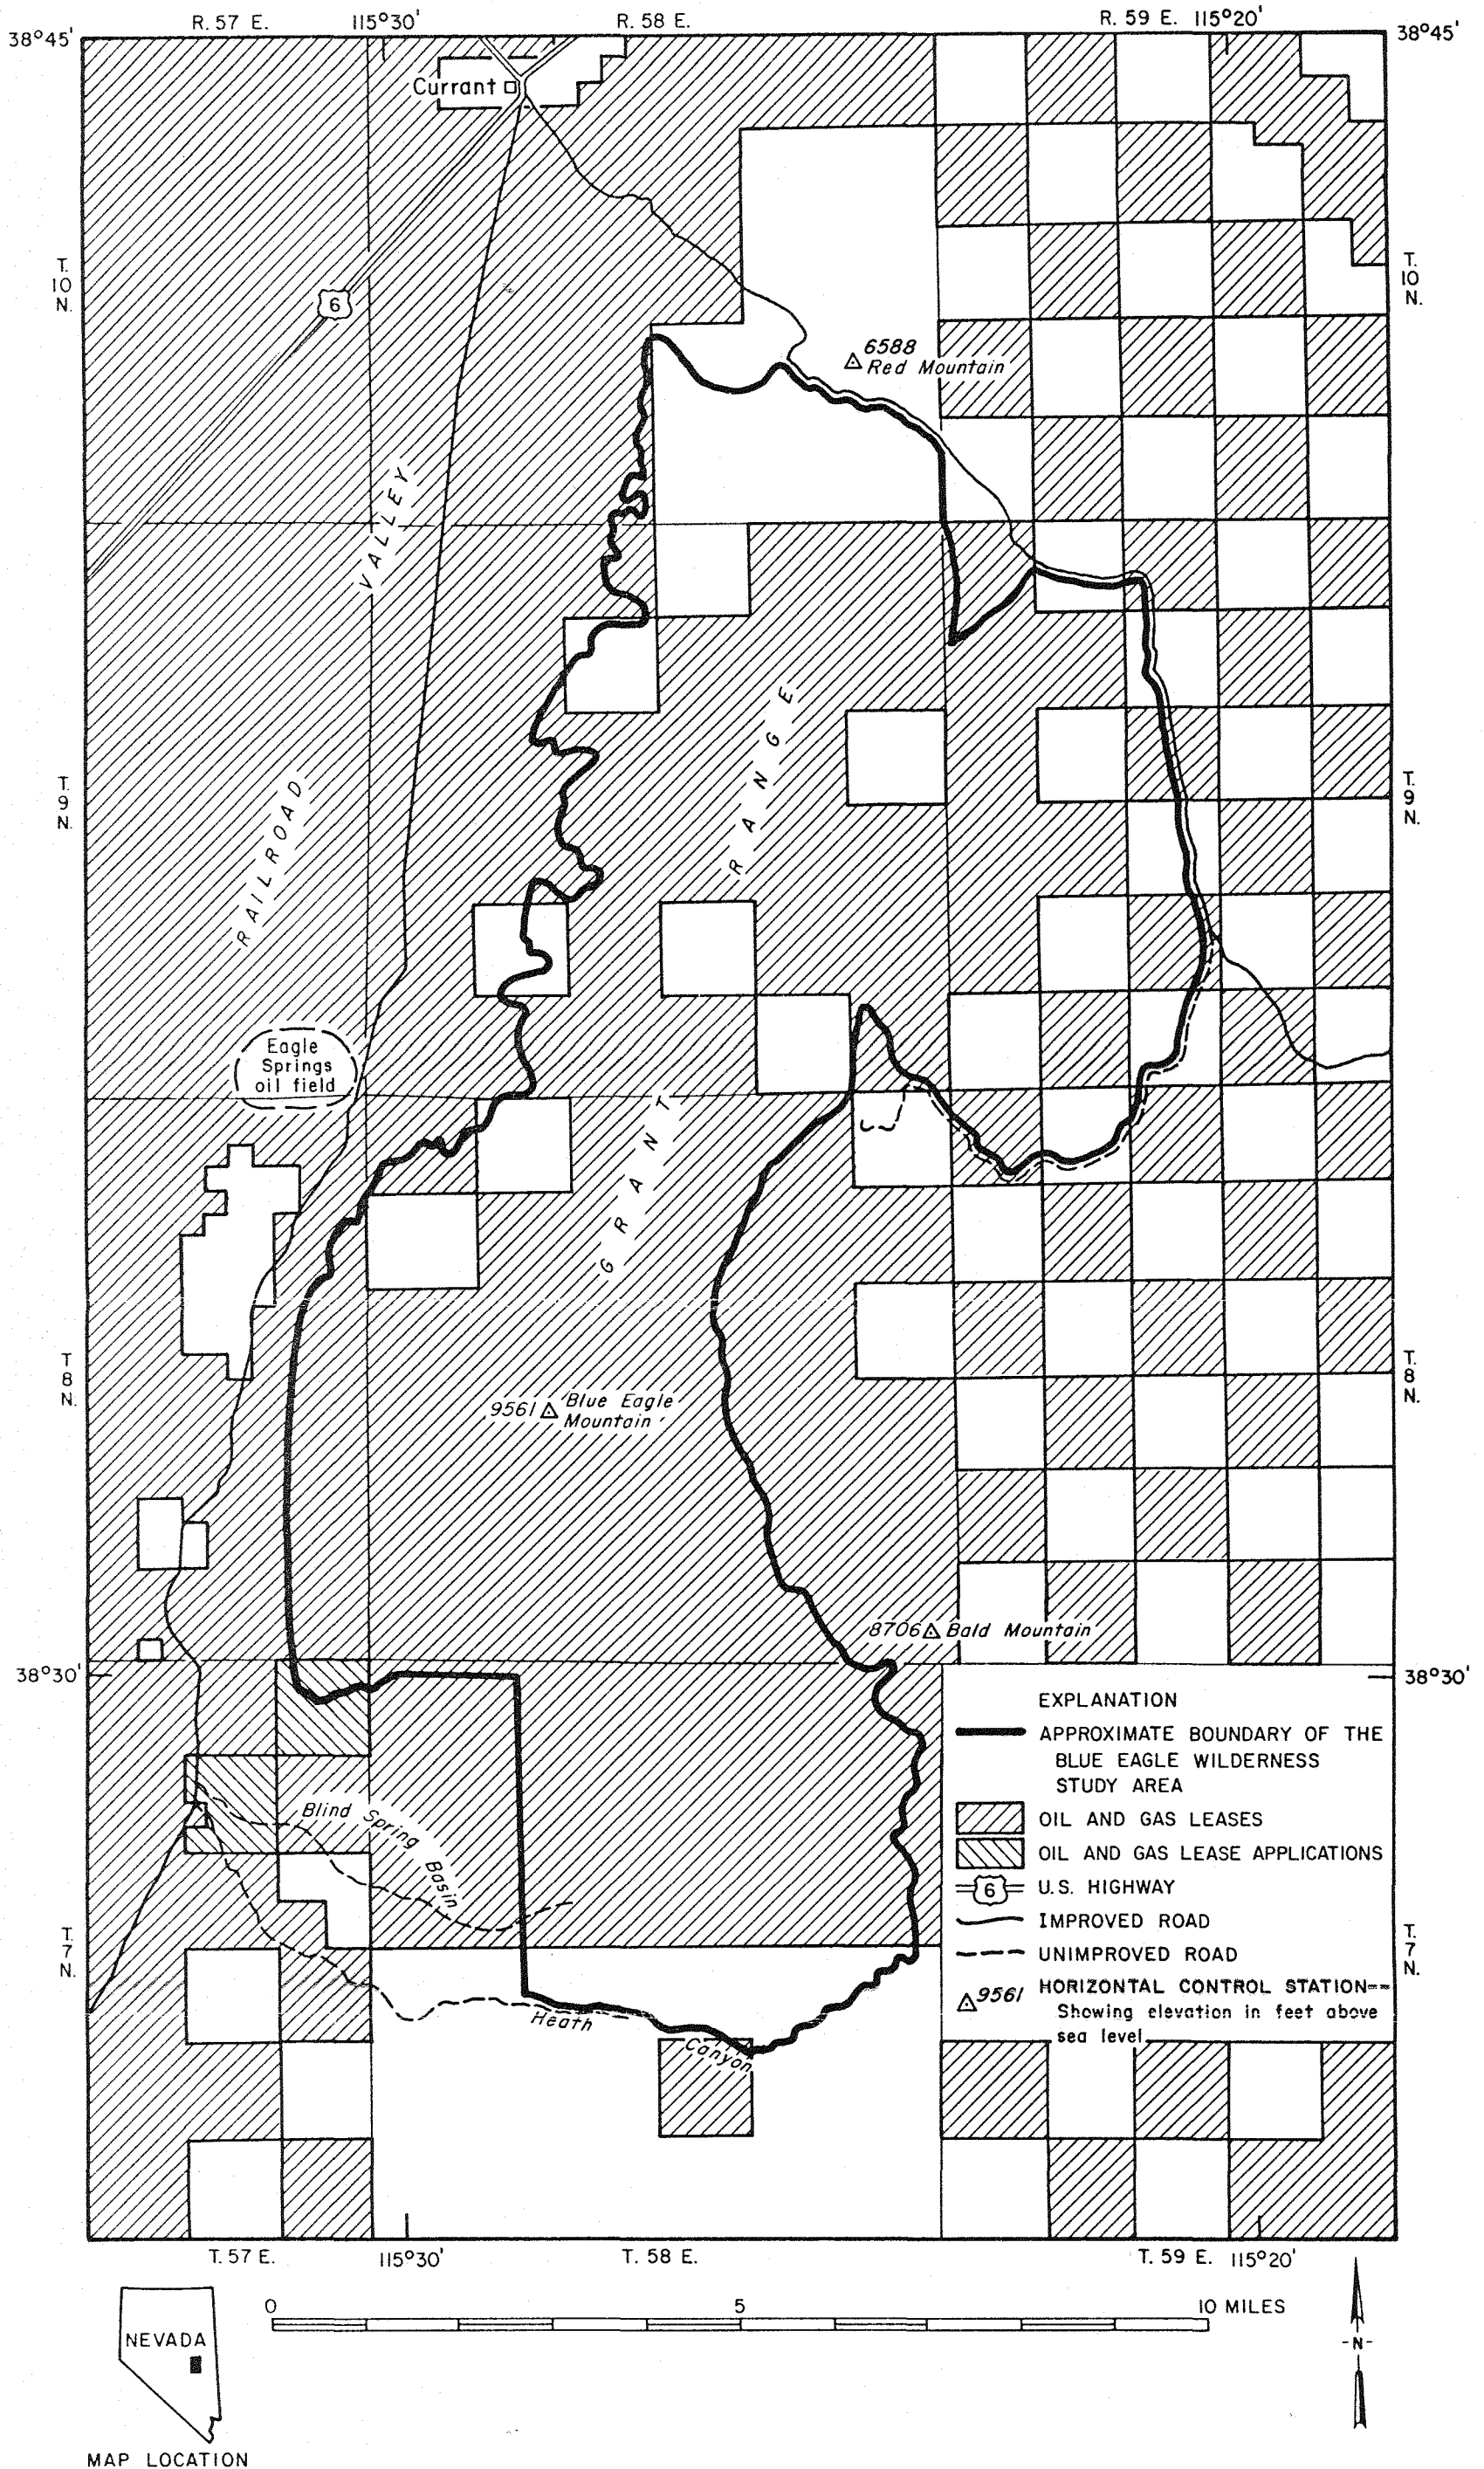 R. 57 E. 115°30' R. 58 E. R. 59 E. 115°20'
38°45' 38°45'
Currant
T.
10
N.
T.
10
N.
6
6588
Red Mountain
VALLEY
RANGE
T.
9
N.
T.
9
N.
RAILROAD
Eagle
Springs
oil field
GRANT
T
8
N.
T.
8
N.
9561 Blue Eagle
Mountain
8706 Bald Mountain
38°30' 38°30'
EXPLANATION
APPROXIMATE BOUNDARY OF THE
BLUE EAGLE WILDERNESS
STUDY AREA
OIL AND GAS LEASES
OIL AND GAS LEASE APPLICATIONS
6 U.S. HIGHWAY
IMPROVED ROAD
UNIMPROVED ROAD
9561 HORIZONTAL CONTROL STATION--
Showing elevation in feet above
sea level
Blind Spring Basin
T.
7
N.
T.
7
N.
Heath
Canyon
T. 57 E. 115°30' T. 58 E. T. 59 E. 115°20'
0 5 10 MILES
NEVADA
-N-
MAP LOCATION